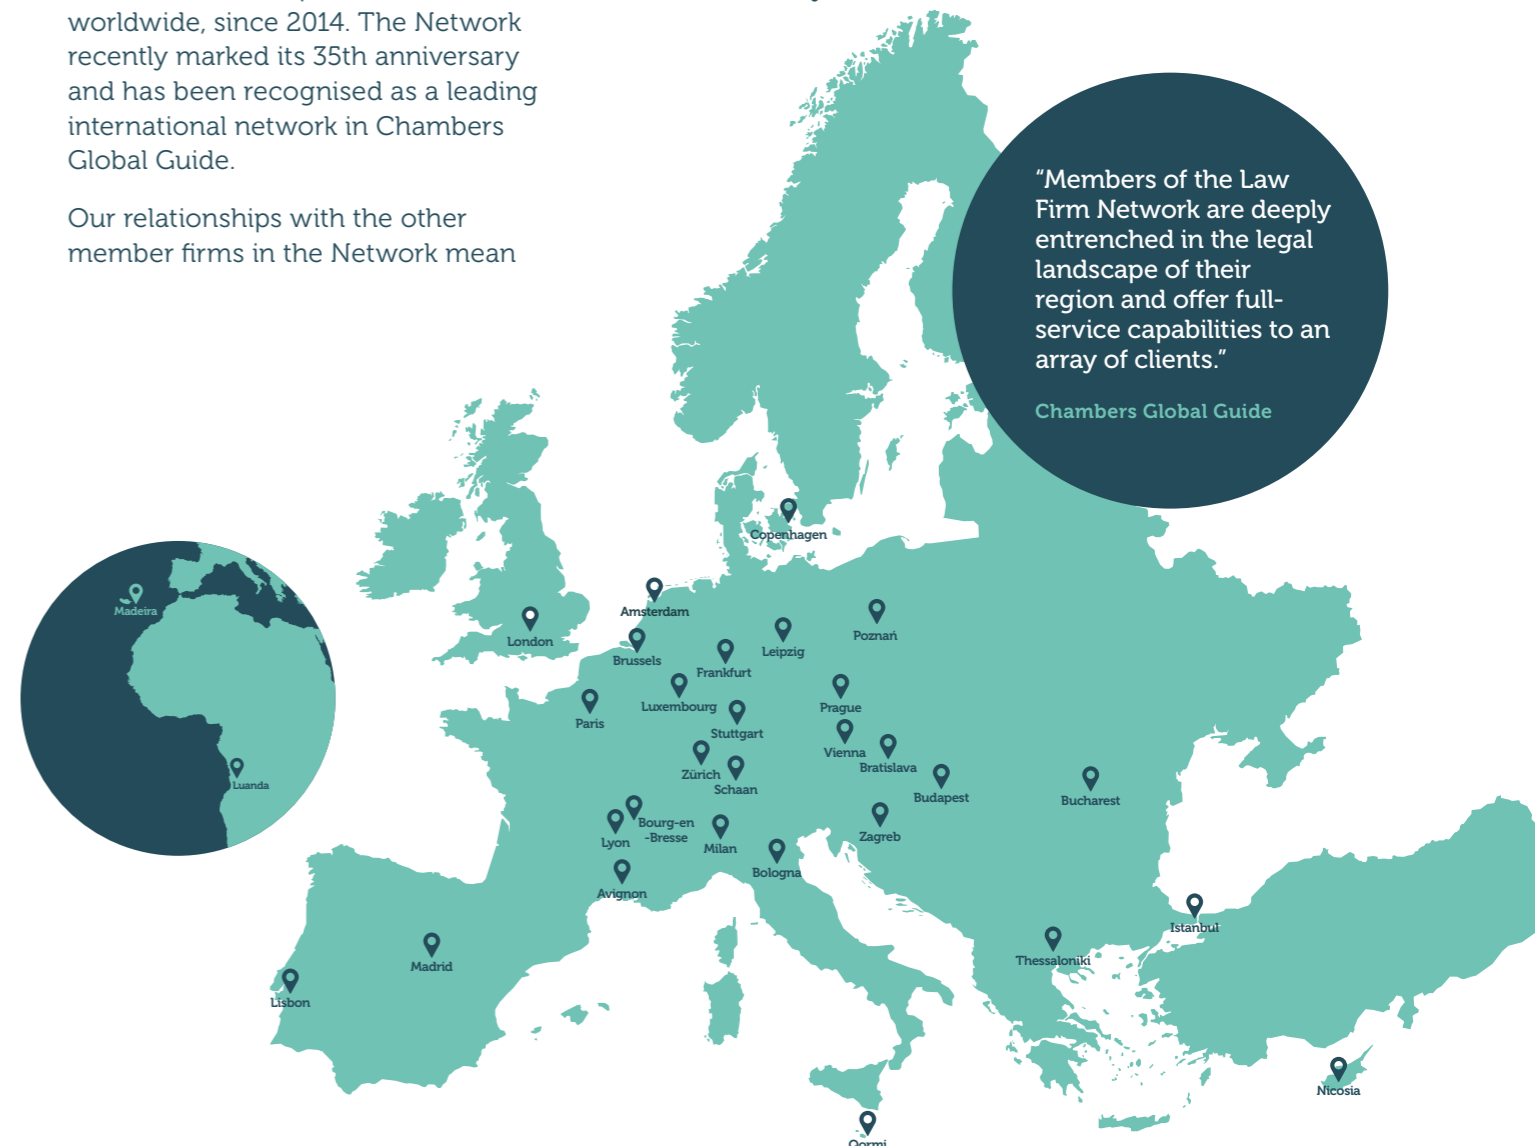 worldwide, since 2014. The Network
recently marked its 35th anniversary
and has been recognised as a leading
international network in Chambers
Global Guide.
Our relationships with the other
member firms in the Network mean
“Members of the Law
Firm Network are deeply
entrenched in the legal
landscape of their
region and offer full-
service capabilities to an
array of clients.”
Chambers Global Guide
Copenhagen
Madeira
Amsterdam
London
Poznań
Leipzig
Brussels
Frankfurt
Luxembourg
Prague
Paris
Stuttgart
Vienna
Bratislava
Zürich
Schaan
Luanda
Budapest
Bucharest
Bourg-en
-Bresse
Lyon
Milan
Zagreb
Bologna
Avignon
Istanbul
Thessaloniki
Madrid
Lisbon
Nicosia
Qormi